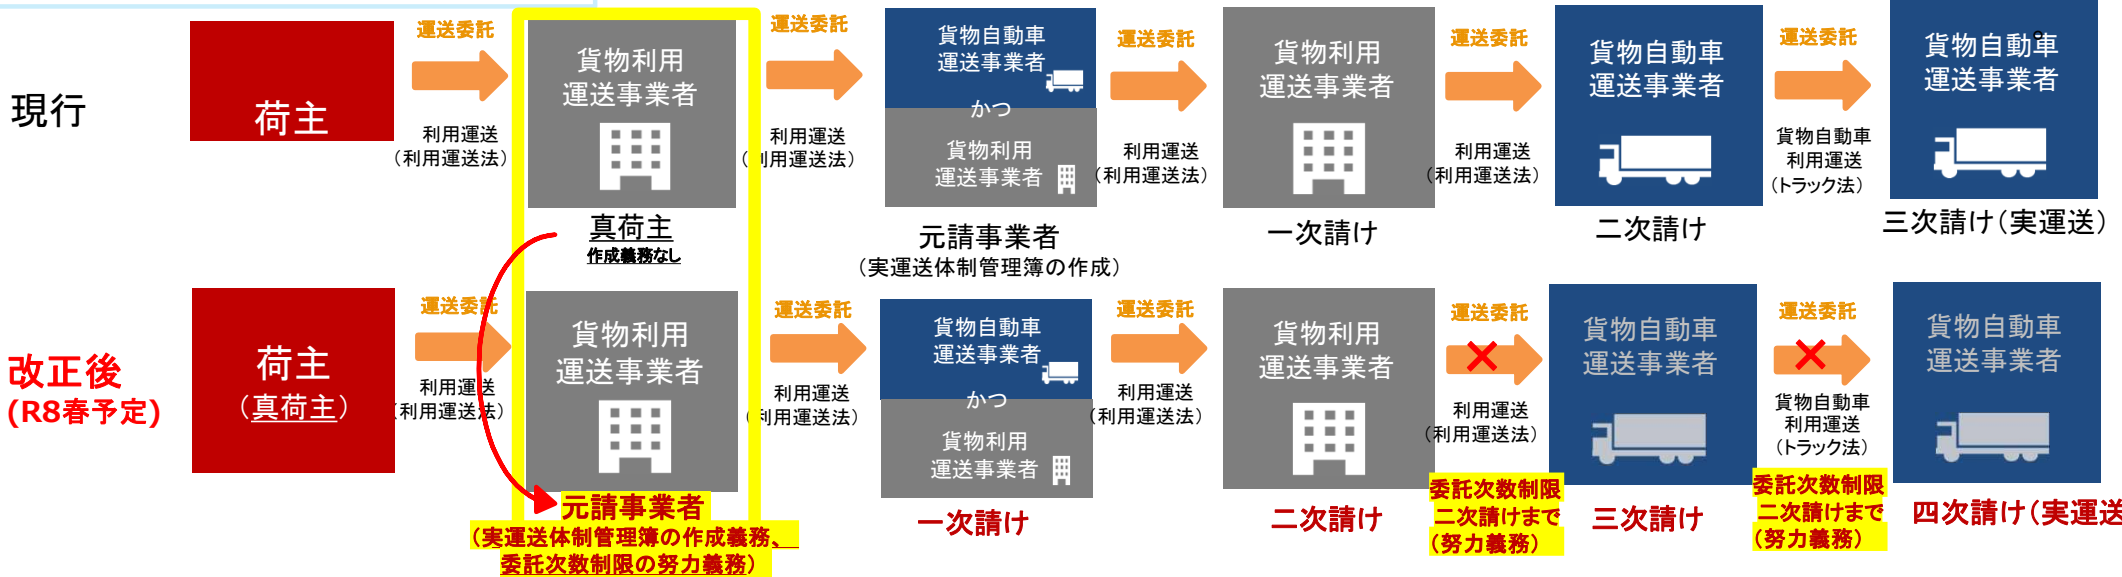 現行
荷主
運送委託
利用運送
（利用運送法）
貨物利用
運送事業者
真荷主
作成義務なし
運送委託
利用運送
（利用運送法）
貨物自動車
運送事業者
かつ
貨物利用
運送事業者
元請事業者
（実運送体制管理簿の作成）
運送委託
利用運送
（利用運送法）
貨物利用
運送事業者
一次請け
運送委託
利用運送
（利用運送法）
貨物自動車
運送事業者
二次請け
運送委託
貨物自動車
利用運送
（トラック法）
貨物自動車
運送事業者
。
三次請け（実運送）
改正後
(R8春予定)
荷主
（真荷主）
運送委託
利用運送
（利用運送法）
貨物利用
運送事業者
元請事業者
（実運送体制管理簿の作成義務、
委託次数制限の努力義務）
運送委託
利用運送
（利用運送法）
貨物自動車
運送事業者
かつ
貨物利用
運送事業者
一次請け
運送委託
利用運送
（利用運送法）
貨物利用
運送事業者
二次請け
運送委託
利用運送
（利用運送法）
委託次数制限
二次請けまで
（努力義務）
貨物自動車
運送事業者
三次請け
運送委託
貨物自動車
利用運送
（トラック法）
委託次数制限
二次請けまで
（努力義務）
貨物自動車
運送事業者
四次請け（実運送